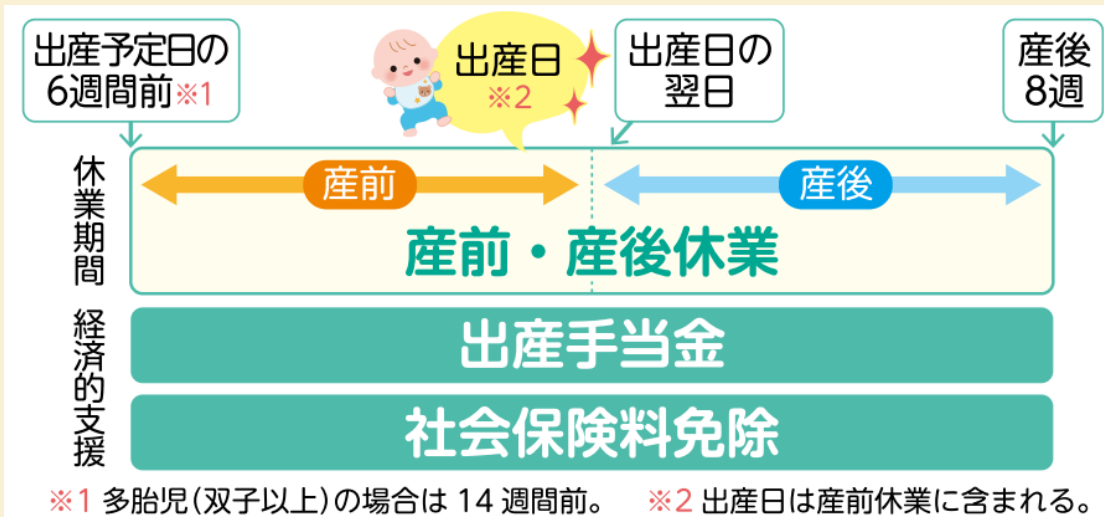 出産予定日の
6週間前※1
出産日
※2
出産日の
翌日
産後
8週
休業期間
産前
産後
産前・産後休業
経済的支援
出産手当金
社会保険料免除
※1 多胎児(双子以上)の場合は 14 週間前。 ※2 出産日は産前休業に含まれる。